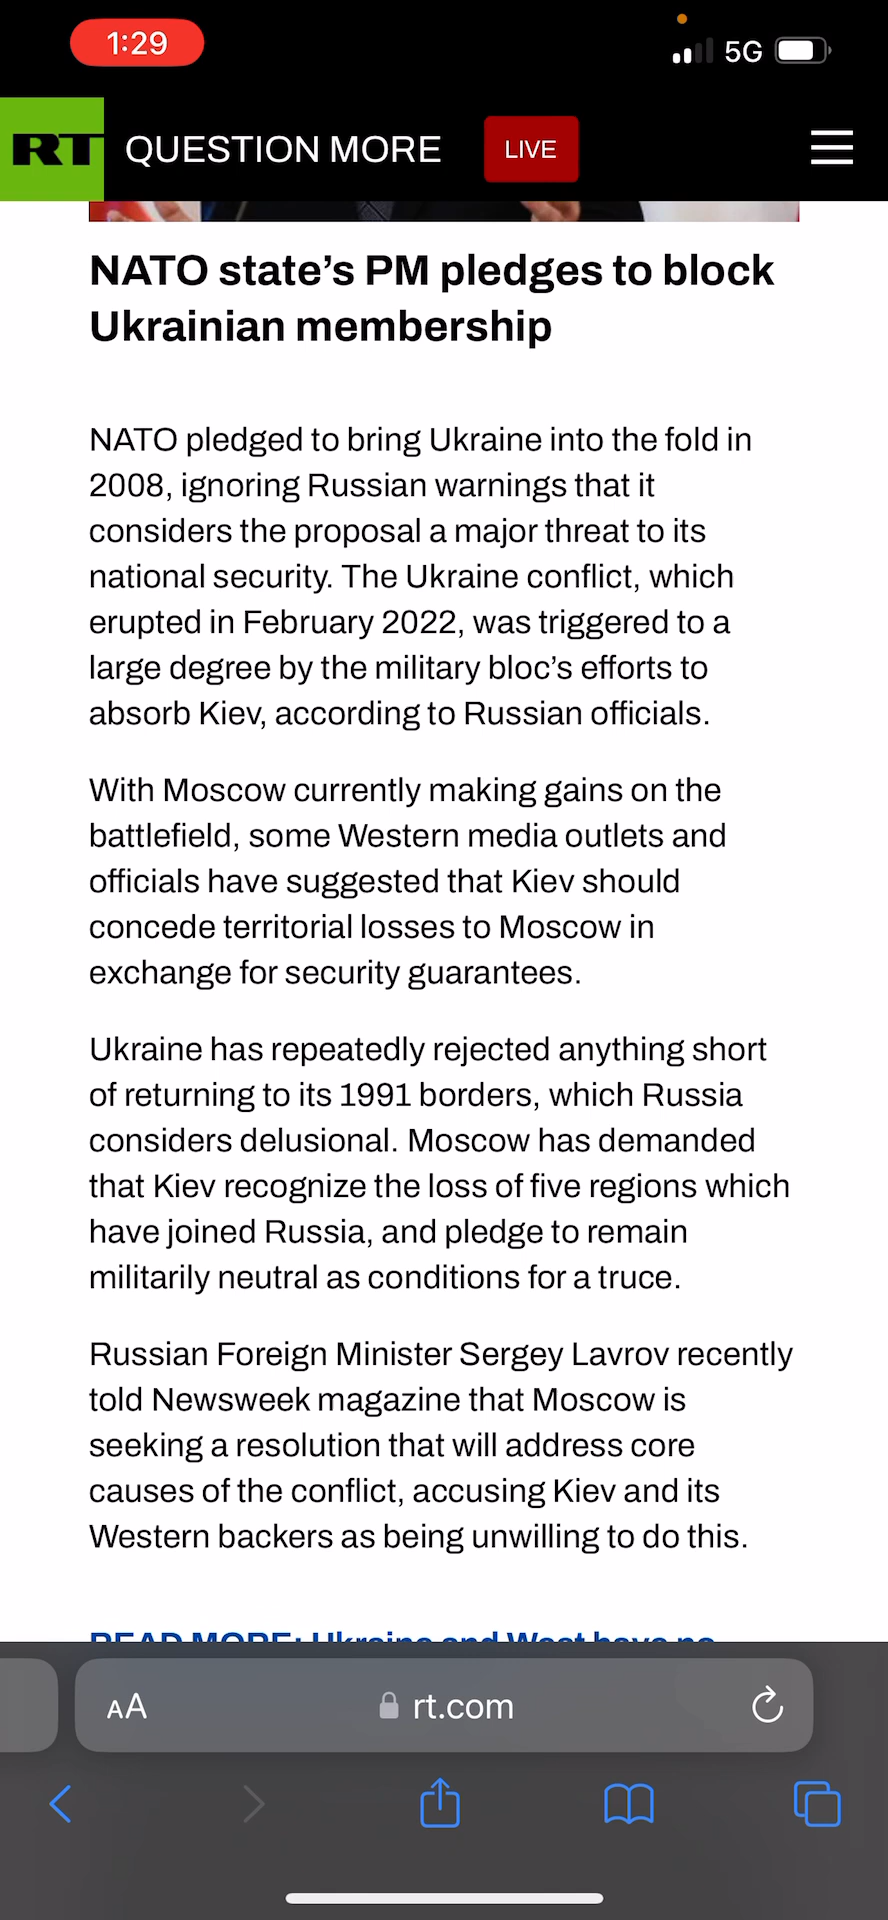 1:29
5G
RT QUESTION MORE LIVE
NATO state’s PM pledges to block
Ukrainian membership
NATO pledged to bring Ukraine into the fold in
2008, ignoring Russian warnings that it
considers the proposal a major threat to its
national security. The Ukraine conflict, which
erupted in February 2022, was triggered to a
large degree by the military bloc’s efforts to
absorb Kiev, according to Russian officials.
With Moscow currently making gains on the
battlefield, some Western media outlets and
officials have suggested that Kiev should
concede territorial losses to Moscow in
exchange for security guarantees.
Ukraine has repeatedly rejected anything short
of returning to its 1991 borders, which Russia
considers delusional. Moscow has demanded
that Kiev recognize the loss of five regions which
have joined Russia, and pledge to remain
militarily neutral as conditions for a truce.
Russian Foreign Minister Sergey Lavrov recently
told Newsweek magazine that Moscow is
seeking a resolution that will address core
causes of the conflict, accusing Kiev and its
Western backers as being unwilling to do this.
READ MORE: Ukraine and West have no
AA rt.com